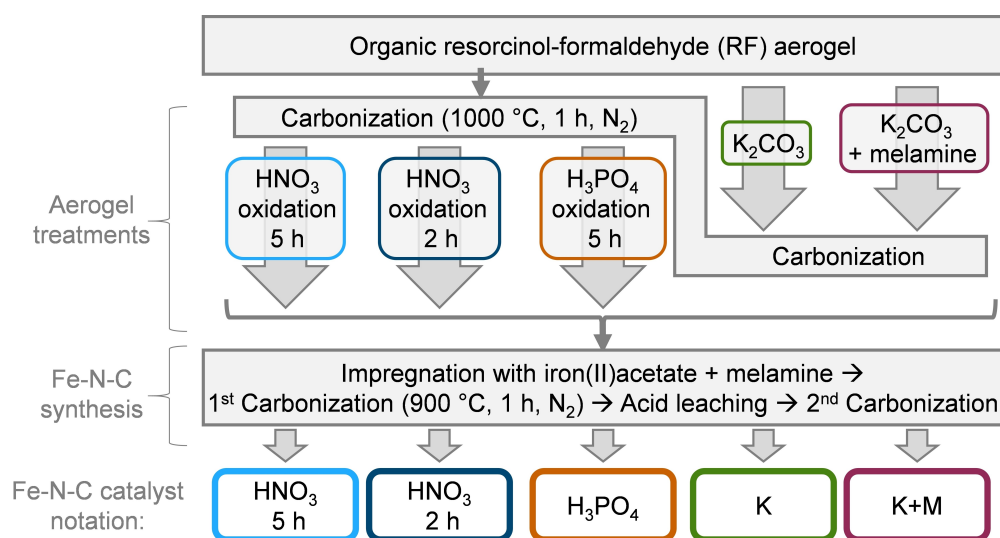 Organic resorcinol-formaldehyde (RF) aerogel
Carbonization (1000 °C, 1 h, N₂)
K₂CO₃
K₂CO₃
+ melamine
HNO₃
oxidation
5 h
HNO₃
oxidation
2 h
H₃PO₄
oxidation
5 h
Aerogel
treatments
Carbonization
Fe-N-C
synthesis
Impregnation with iron(II)acetate + melamine →
1ˢᵗ Carbonization (900 °C, 1 h, N₂) → Acid leaching → 2ⁿᵈ Carbonization
Fe-N-C catalyst
notation:
HNO₃
5 h
HNO₃
2 h
H₃PO₄
K
K+M